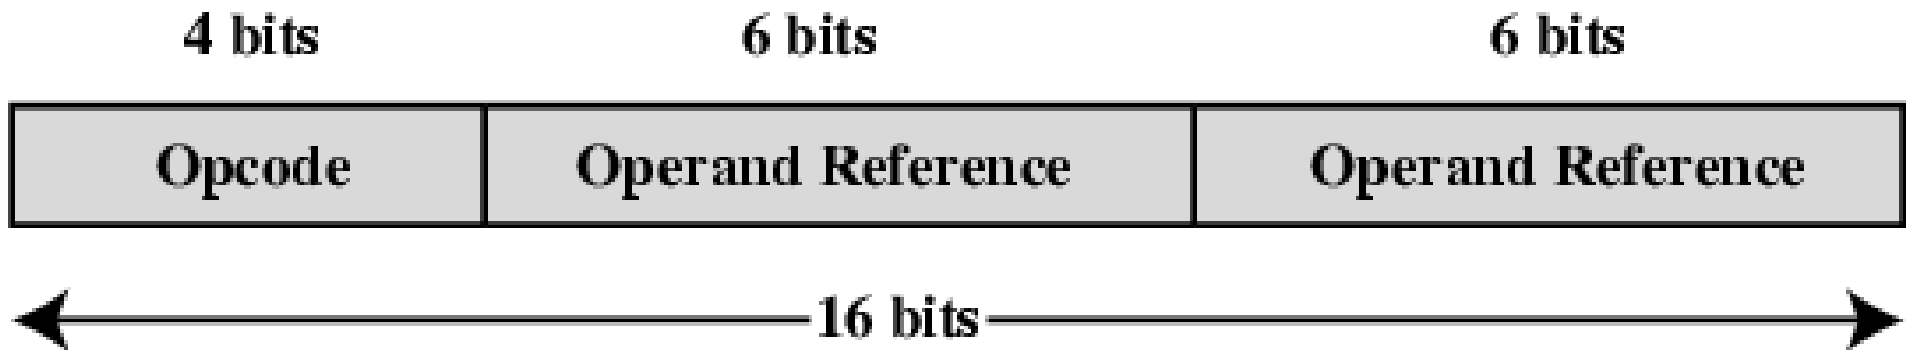 4 bits 6 bits 6 bits
Opcode Operand Reference Operand Reference
16 bits